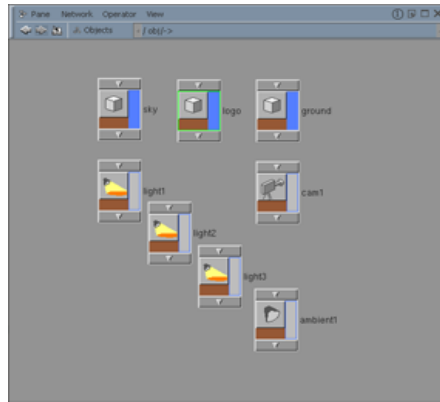 Pane Network Operator View
Objects / obj/->
sky
logo
ground
light1
cam1
light2
light3
ambient1